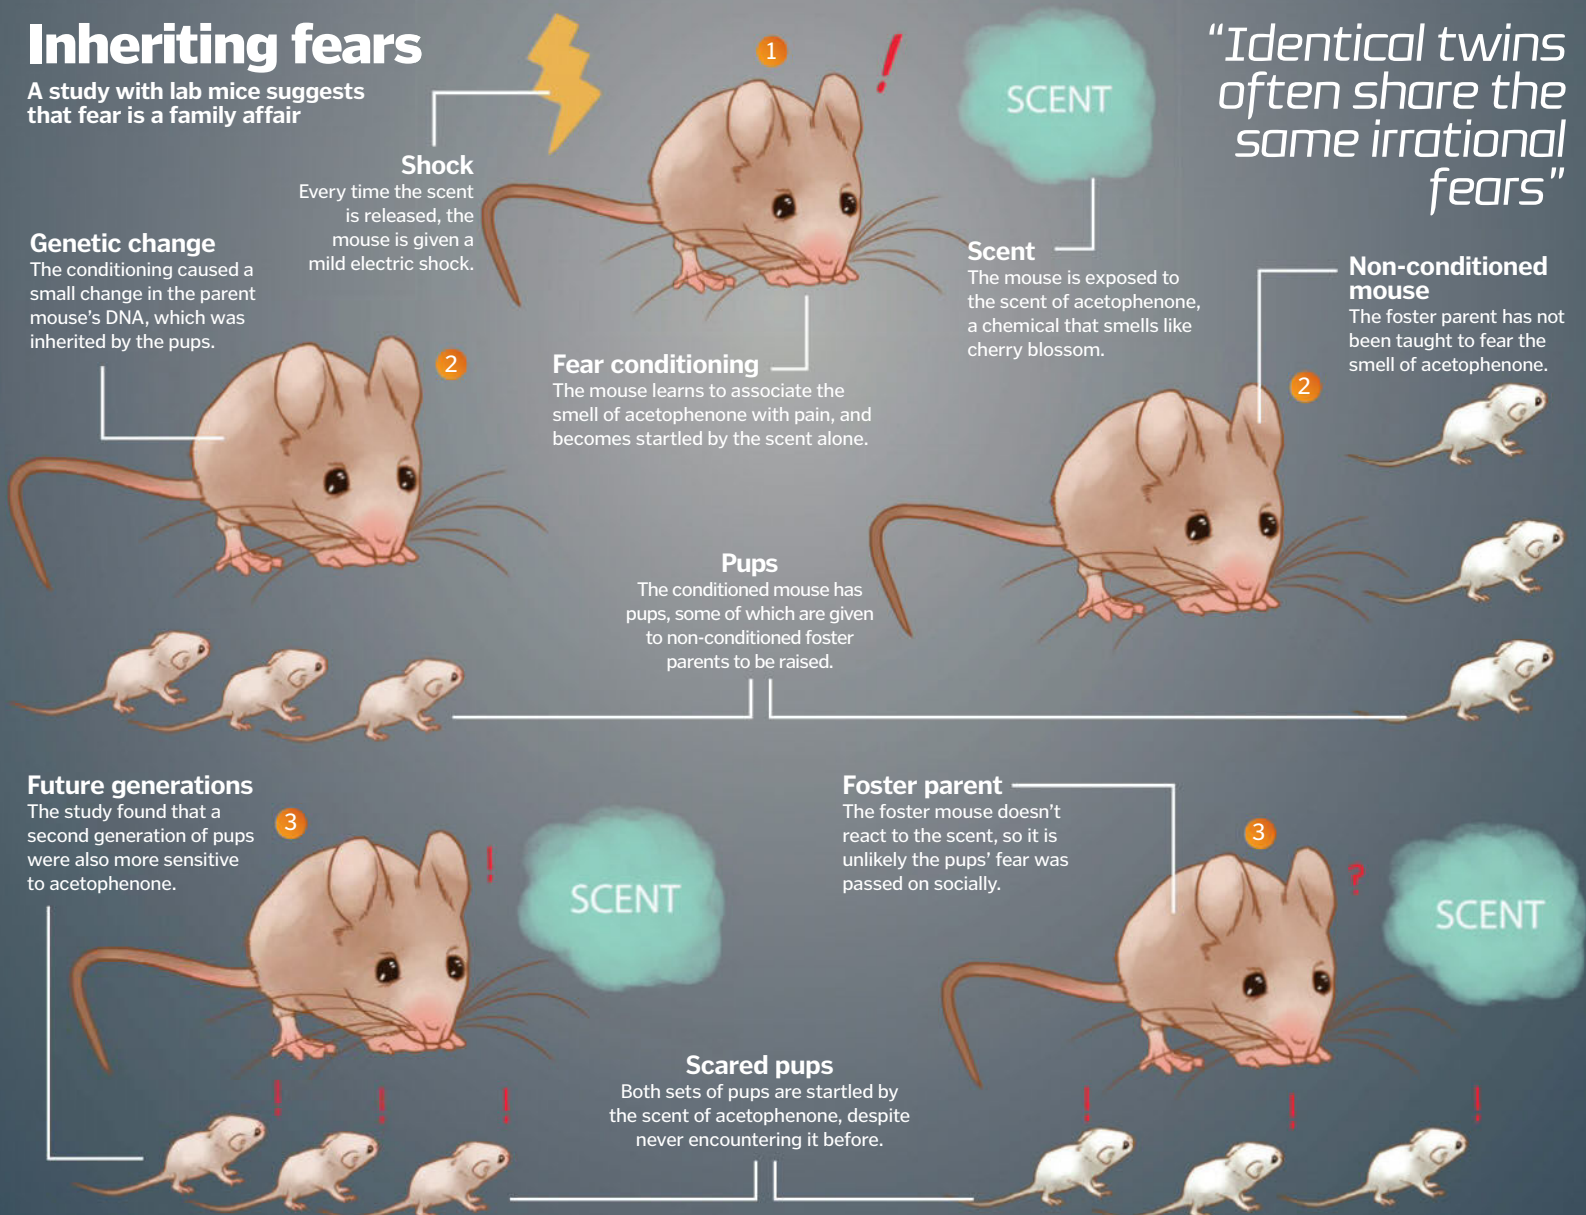 Inheriting fears
A study with lab mice suggests
that fear is a family affair
"Identical twins
often share the
same irrational
fears"
1
!
SCENT
Shock
Every time the scent
is released, the
mouse is given a
mild electric shock.
Scent
The mouse is exposed to
the scent of acetophenone,
a chemical that smells like
cherry blossom.
Fear conditioning
The mouse learns to associate the
smell of acetophenone with pain, and
becomes startled by the scent alone.
Genetic change
The conditioning caused a
small change in the parent
mouse's DNA, which was
inherited by the pups.
2
Non-conditioned
mouse
The foster parent has not
been taught to fear the
smell of acetophenone.
2
Pups
The conditioned mouse has
pups, some of which are given
to non-conditioned foster
parents to be raised.
Future generations
The study found that a
second generation of pups
were also more sensitive
to acetophenone.
3
!
SCENT
Foster parent
The foster mouse doesn't
react to the scent, so it is
unlikely the pups' fear was
passed on socially.
3
?
SCENT
Scared pups
Both sets of pups are startled by
the scent of acetophenone, despite
never encountering it before.
! ! !
! ! !